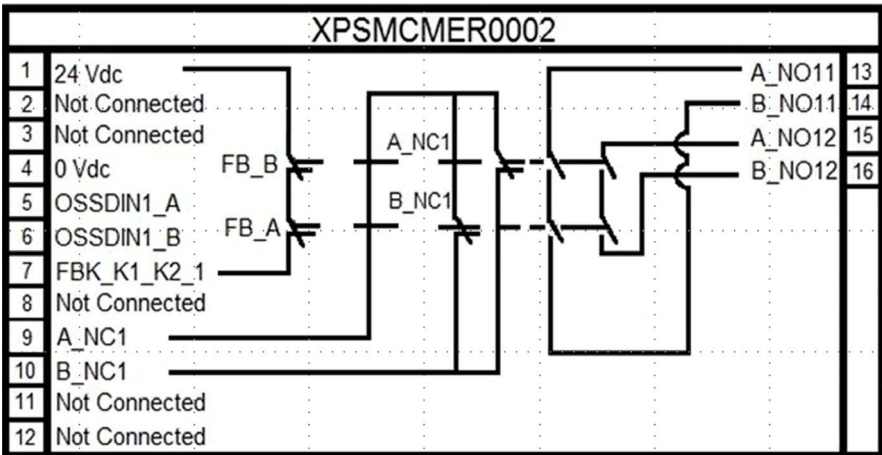 XPSMCMER0002
1 24 Vdc
2 Not Connected
3 Not Connected
4 0 Vdc
5 OSSDIN1_A
6 OSSDIN1_B
7 FBK_K1_K2_1
8 Not Connected
9 A_NC1
10 B_NC1
11 Not Connected
12 Not Connected
FB_B
FB_A
A_NC1
B_NC1
A_NO11 13
B_NO11 14
A_NO12 15
B_NO12 16